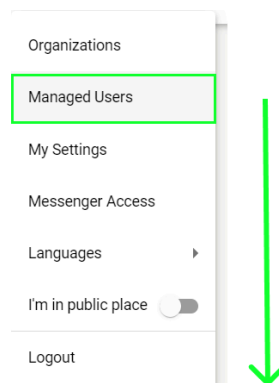 Organizations
Managed Users
My Settings
Messenger Access
Languages
I'm in public place
Logout